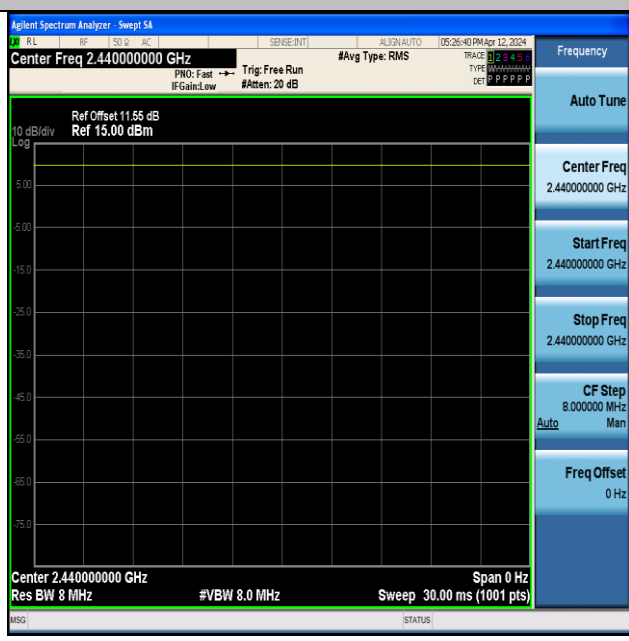 Agilent Spectrum Analyzer - Swept SA
RL RF 50 Ω AC SENSE:INT ALIGN AUTO 05:26:40 PM Apr 12, 2024
Center Freq 2.440000000 GHz #Avg Type: RMS TRACE 1 2 3 4 5 6
PNO: Fast Trig: Free Run TYPE
IFGain:Low #Atten: 20 dB DET P P P P P P
Ref Offset 11.55 dB
10 dB/div Ref 15.00 dBm
Log
5.00
-5.00
-15.0
-25.0
-35.0
-45.0
-55.0
-65.0
-75.0
Center 2.440000000 GHz Span 0 Hz
Res BW 8 MHz #VBW 8.0 MHz Sweep 30.00 ms (1001 pts)
MSG STATUS
Frequency
Auto Tune
Center Freq
2.440000000 GHz
Start Freq
2.440000000 GHz
Stop Freq
2.440000000 GHz
CF Step
8.000000 MHz
Auto Man
Freq Offset
0 Hz